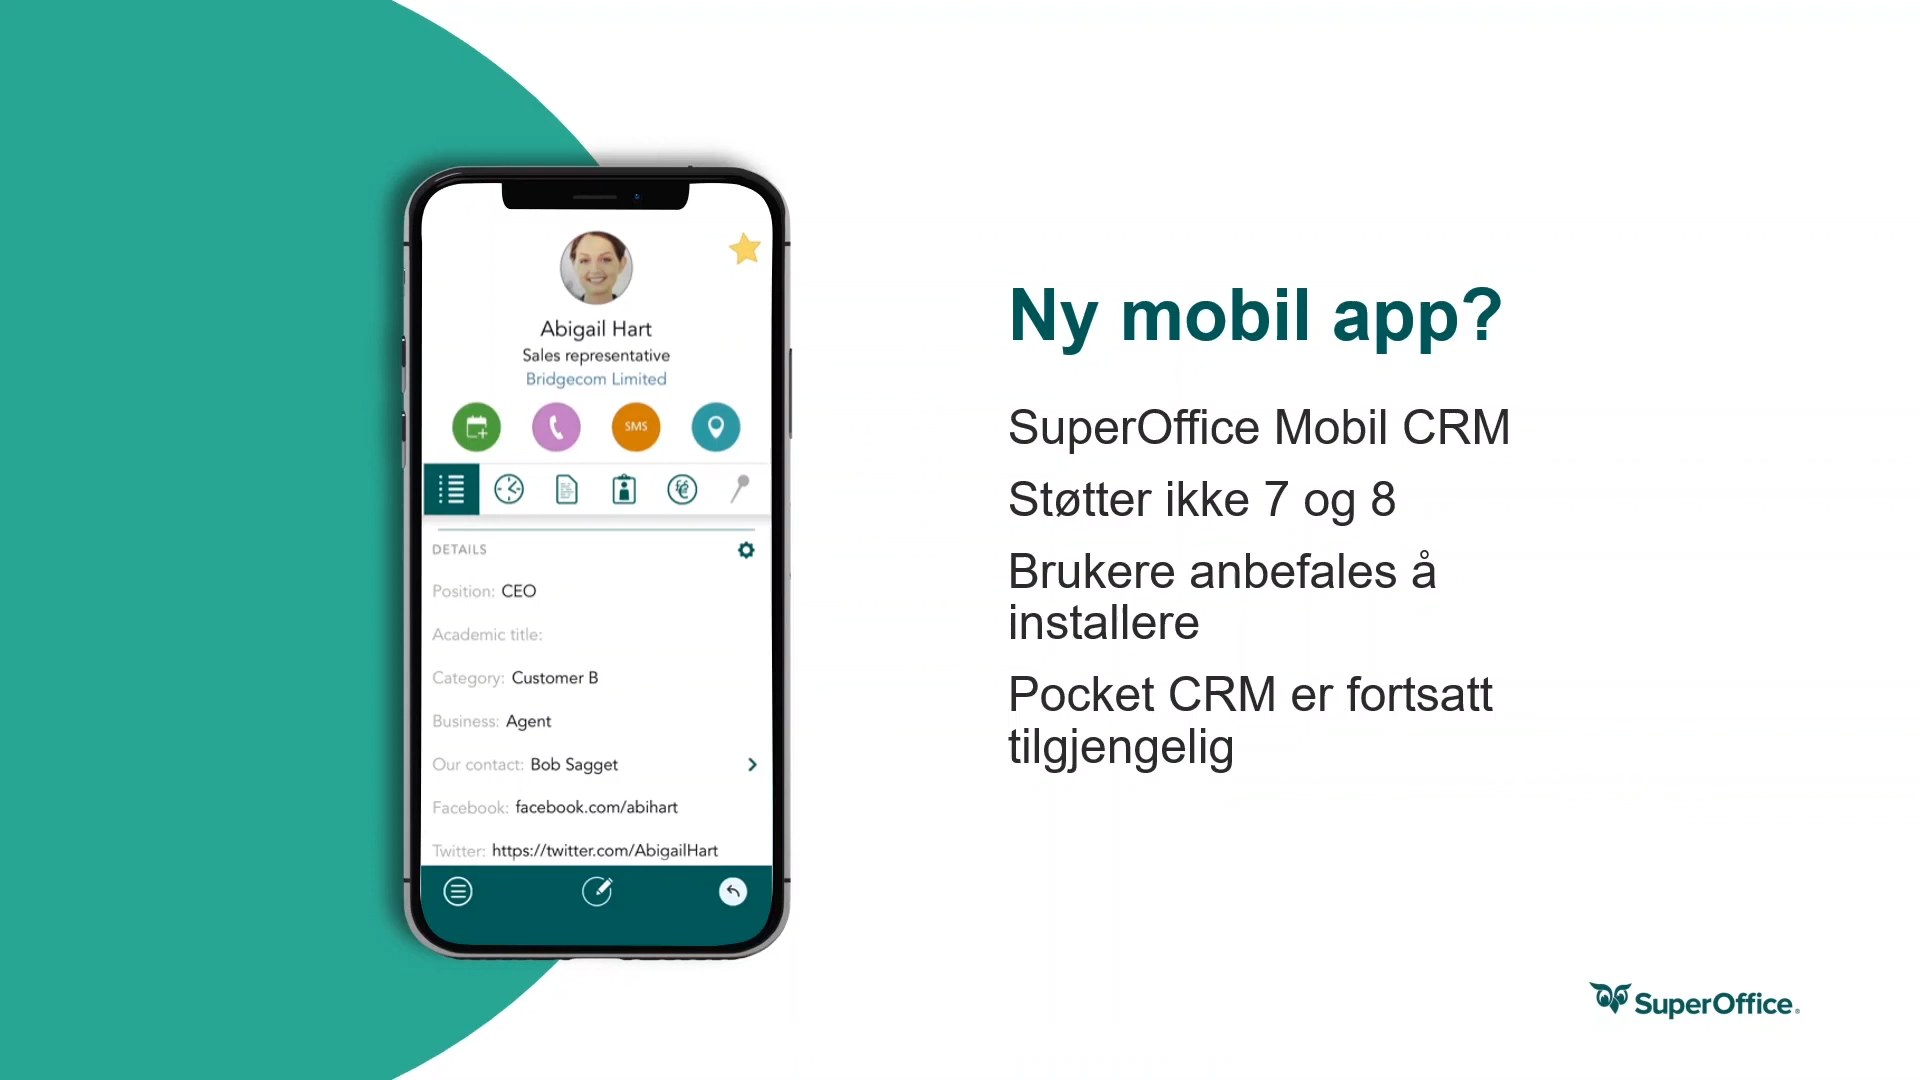 Abigail Hart
Sales representative
Bridgecom Limited
SMS
DETAILS
Position: CEO
Academic title:
Category: Customer B
Business: Agent
Our contact: Bob Sagget
Facebook: facebook.com/abihart
Twitter: https://twitter.com/AbigailHart
Ny mobil app?
SuperOffice Mobil CRM
Støtter ikke 7 og 8
Brukere anbefales å
installere
Pocket CRM er fortsatt
tilgjengelig
SuperOffice®